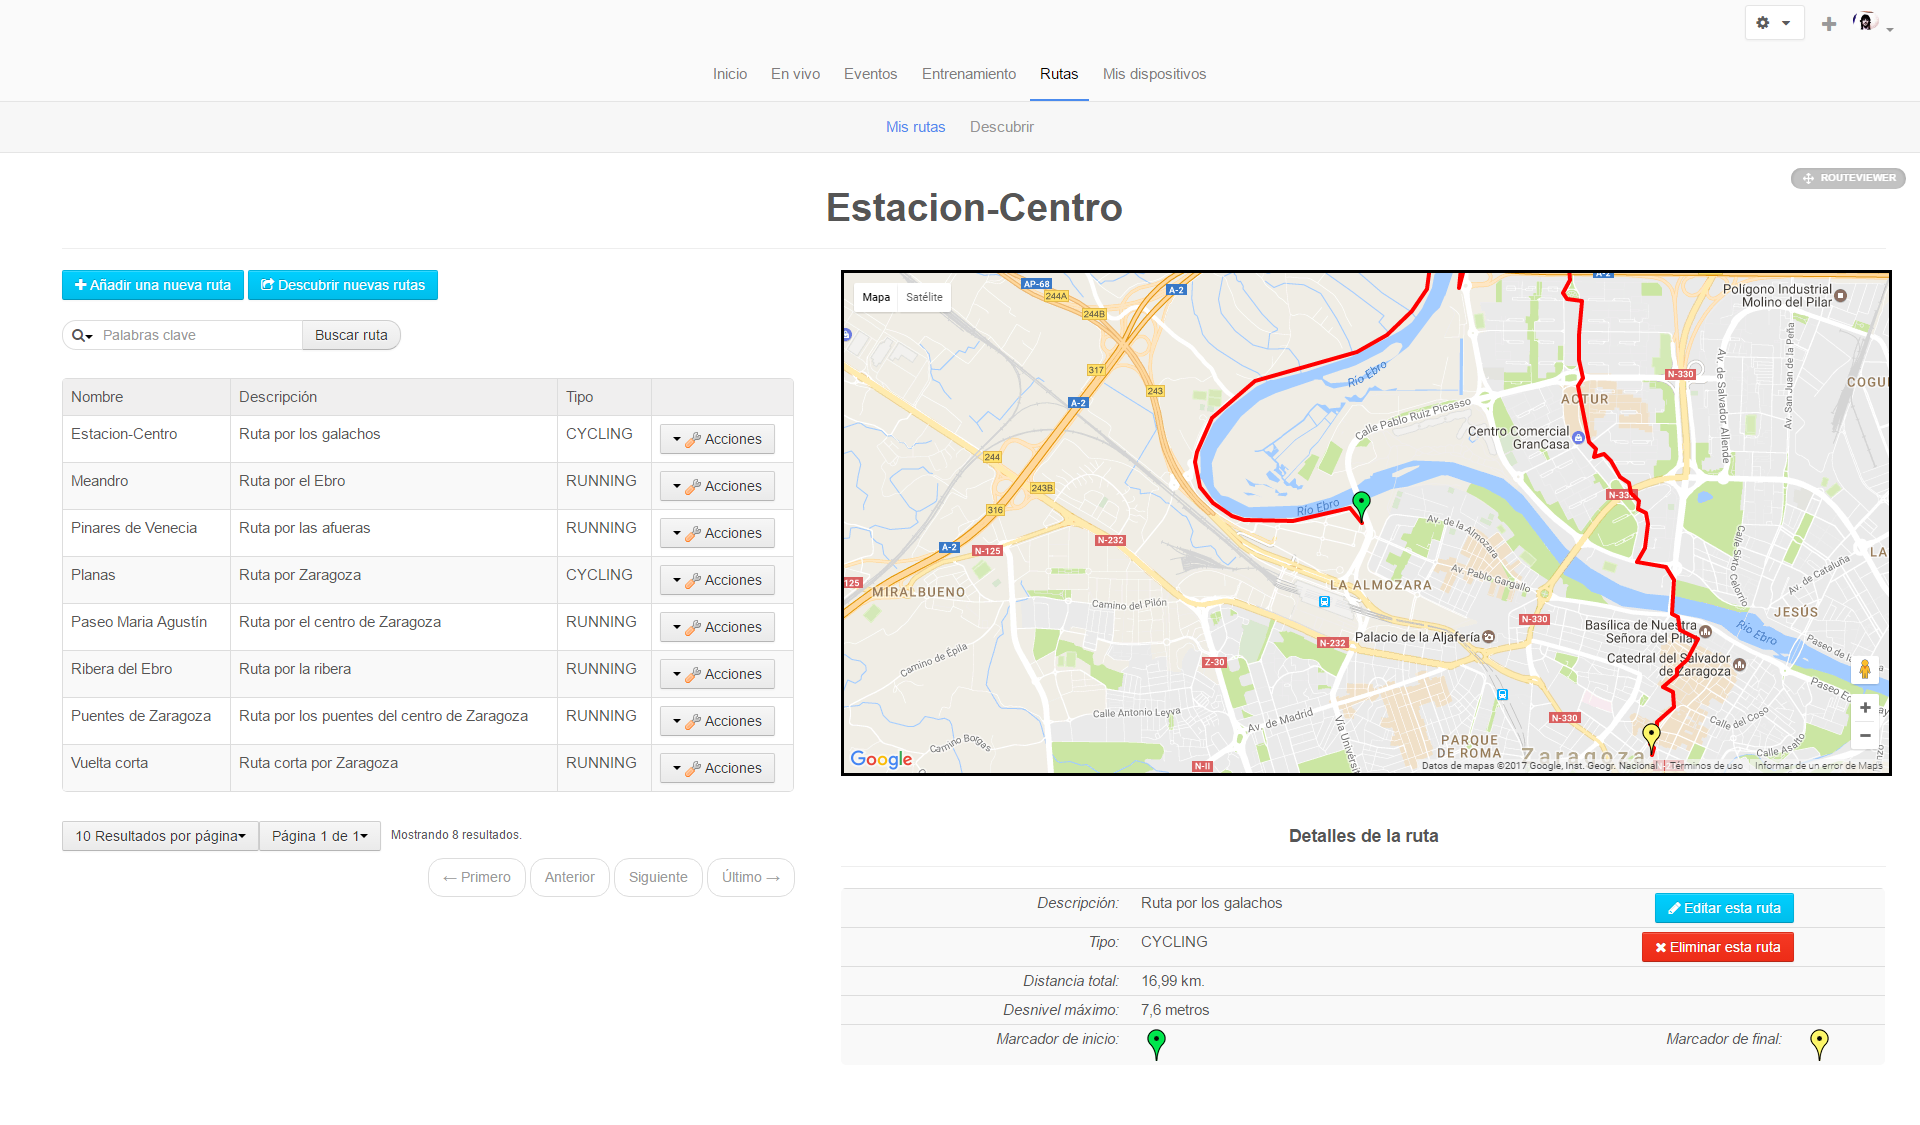 Inicio En vivo Eventos Entrenamiento Rutas Mis dispositivos
Mis rutas Descubrir
ROUTEVIEWER
Estacion-Centro
Añadir una nueva ruta Descubrir nuevas rutas
Palabras clave Buscar ruta
Nombre Descripción Tipo
Estacion-Centro Ruta por los galachos CYCLING Acciones
Meandro Ruta por el Ebro RUNNING Acciones
Pinares de Venecia Ruta por las afueras RUNNING Acciones
Planas Ruta por Zaragoza CYCLING Acciones
Paseo Maria Agustín Ruta por el centro de Zaragoza RUNNING Acciones
Ribera del Ebro Ruta por la ribera RUNNING Acciones
Puentes de Zaragoza Ruta por los puentes del centro de Zaragoza RUNNING Acciones
Vuelta corta Ruta corta por Zaragoza RUNNING Acciones
10 Resultados por página Página 1 de 1 Mostrando 8 resultados.
← Primero Anterior Siguiente Último →
Mapa Satélite
AP-68
244A
A-2
A-2
244B
Polígono Industrial
Molino del Pilar
317
243
A-2
Río Ebro
N-330
Av. de Salvador Allende
Av. San Juan de la Peña
COGU
ACTUR
Calle Pablo Ruiz Picasso
Centro Comercial
GranCasa
244
243B
316
N-33
Río Ebro
Av. de la Almozara
A-2
N-125
N-232
Calle Sixto Celorrio
LA
125
MIRALBUENO
LA ALMOZARA
Av. Pablo Gargallo
Av. de Cataluña
Camino del Pilón
N-330
JESÚS
Basílica de Nuestra
Señora del Pilar
Río Ebro
Palacio de la Aljafería
N-232
Paseo de la
Camino de Épila
Z-30
Catedral del Salvador
de Zaragoza
Paseo E
Calle Antonio Leyva
Av. de Madrid
N-330
Calle del Coso
Vía Univérsi
Camino Borgas
PARQUE
DE ROMA
Zaragoza
Calle Asalto
N-II
Google
Datos de mapas ©2017 Google, Inst. Geogr. Nacional Términos de uso Informar de un error de Maps
Detalles de la ruta
Descripción: Ruta por los galachos Editar esta ruta
Tipo: CYCLING Eliminar esta ruta
Distancia total: 16,99 km.
Desnivel máximo: 7,6 metros
Marcador de inicio: Marcador de final: